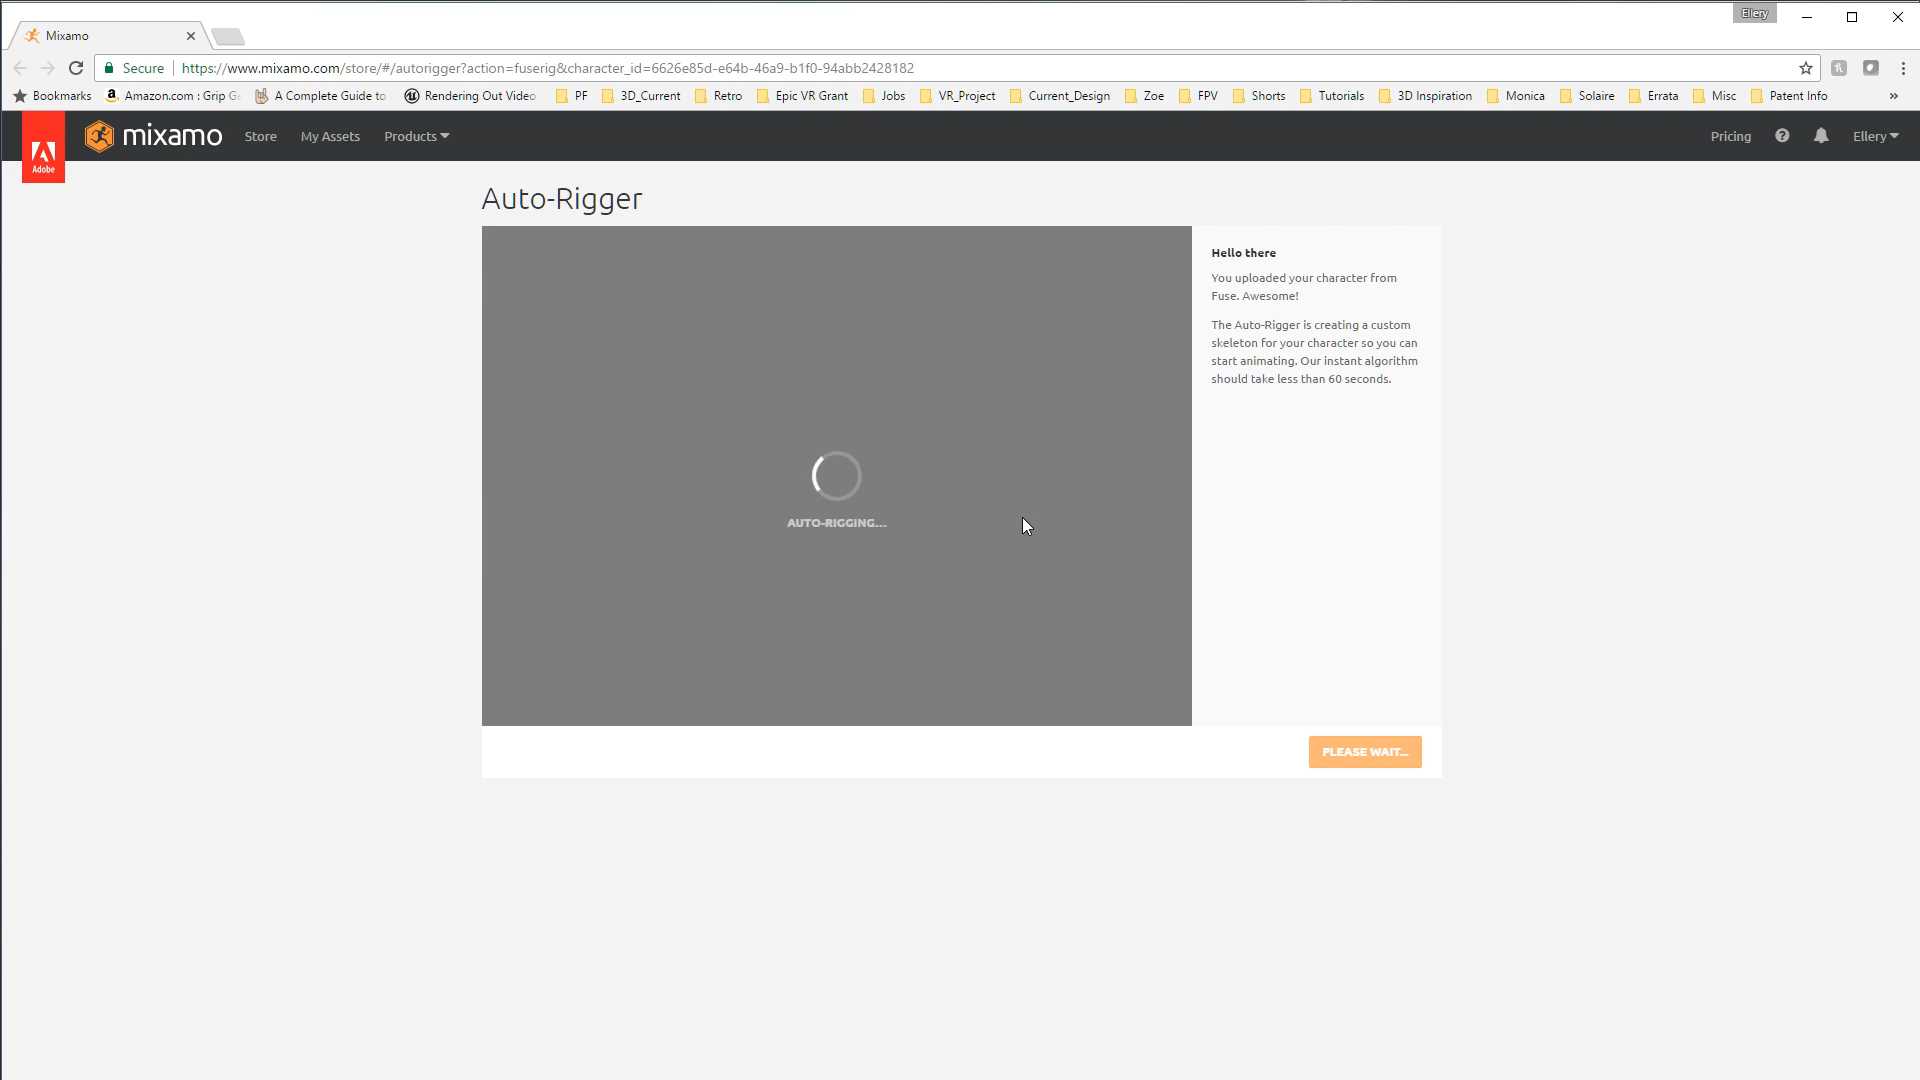 Ellery
Mixamo
Secure
https://www.mixamo.com/store/#/autorigger?action=fuserig&character_id=6626e85d-e64b-46a9-b1f0-94abb2428182
Bookmarks Amazon.com : Grip Ge A Complete Guide to Rendering Out Video PF 3D_Current Retro Epic VR Grant Jobs VR_Project Current_Design Zoe FPV Shorts Tutorials 3D Inspiration Monica Solaire Errata Misc Patent Info »
Adobe
mixamo Store My Assets Products Pricing Ellery
Auto-Rigger
Hello there
You uploaded your character from
Fuse. Awesome!
The Auto-Rigger is creating a custom
skeleton for your character so you can
start animating. Our instant algorithm
should take less than 60 seconds.
AUTO-RIGGING...
PLEASE WAIT...